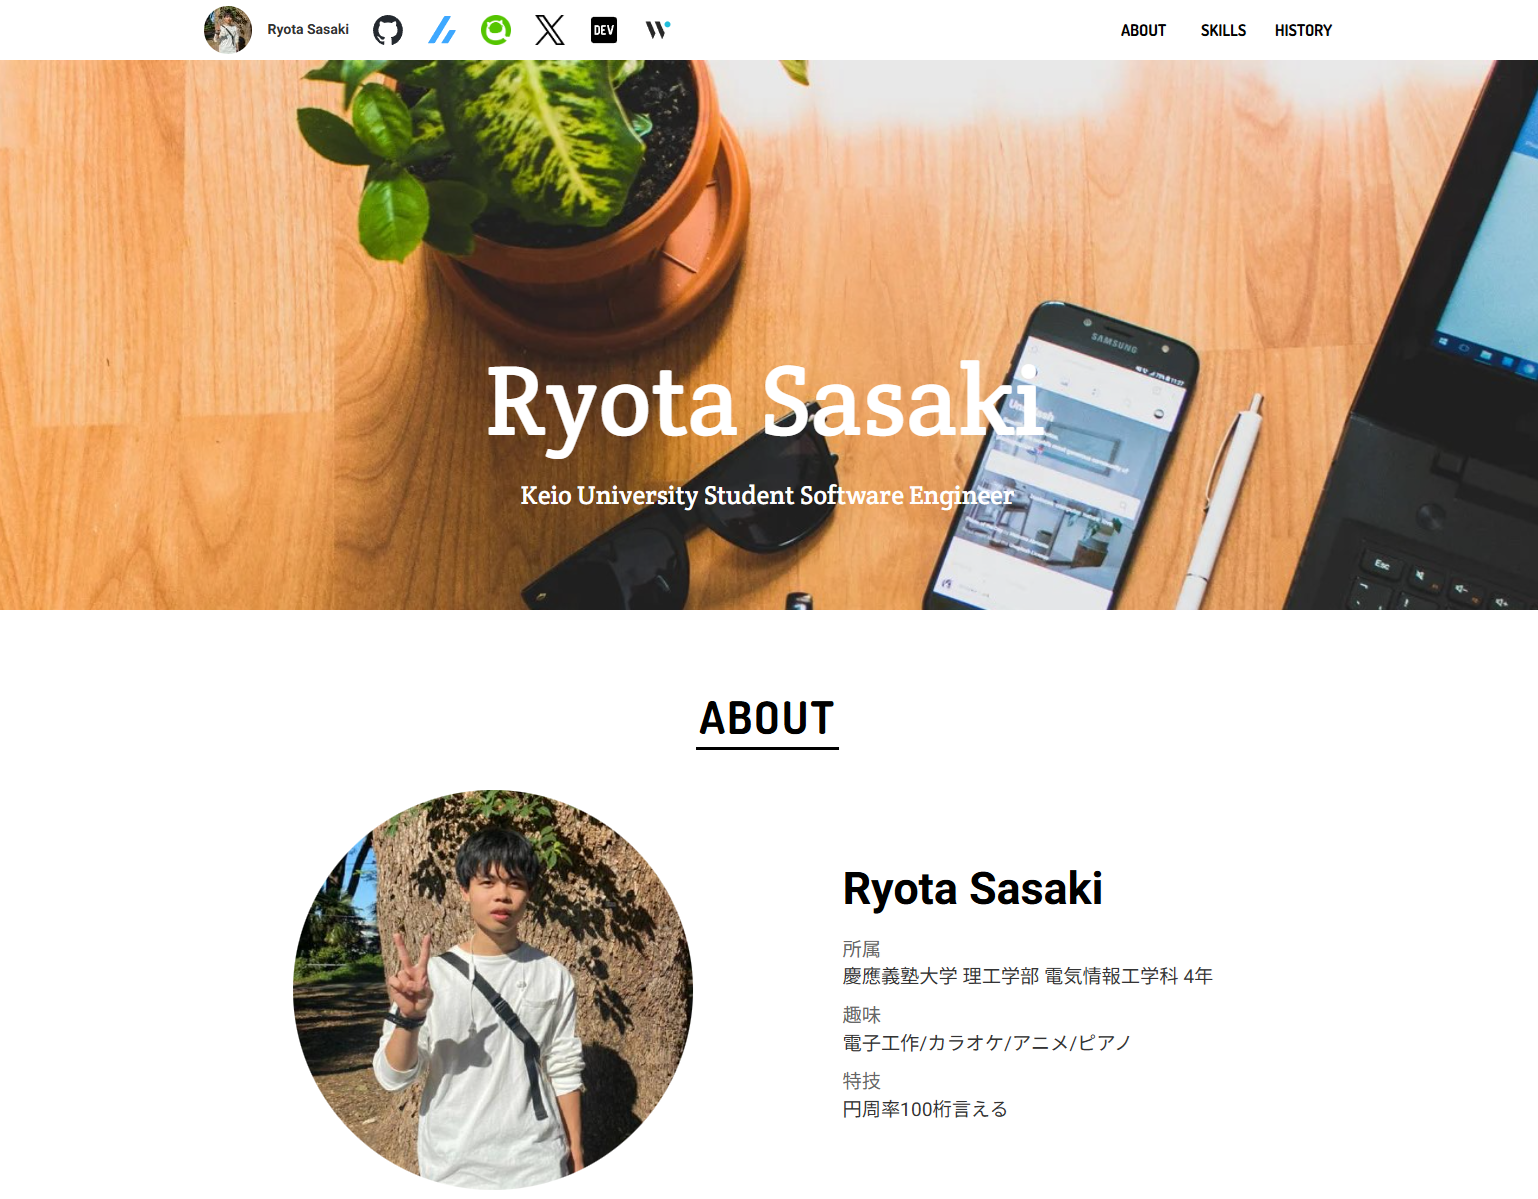 Ryota Sasaki
DEV
ABOUT
SKILLS
HISTORY
SAMSUNG
Ryota Sasaki
Keio University Student Software Engineer
Esc
ABOUT
Ryota Sasaki
所属
慶應義塾大学 理工学部 電気情報工学科 4年
趣味
電子工作/カラオケ/アニメ/ピアノ
特技
円周率100桁言える